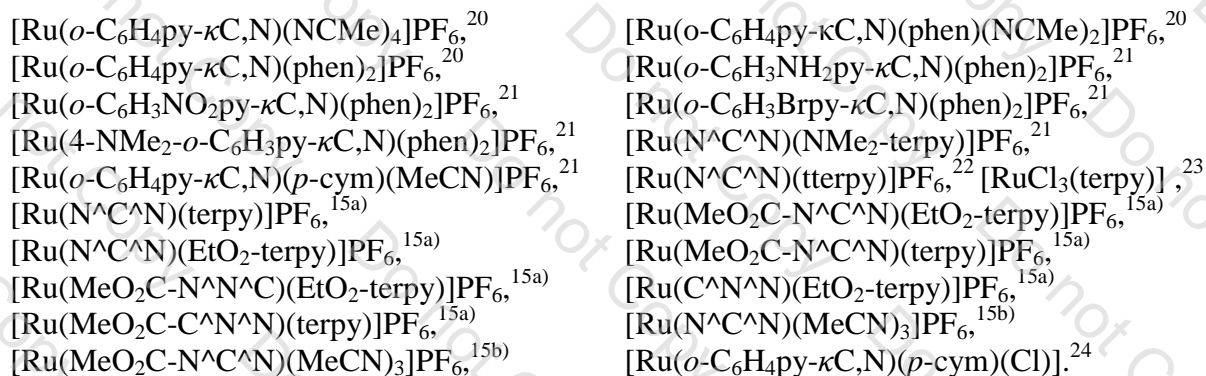 [Ru(o-C₆H₄py-κC,N)(NCMe)₄]PF₆,²⁰ [Ru(o-C₆H₄py-κC,N)(phen)(NCMe)₂]PF₆,²⁰
[Ru(o-C₆H₄py-κC,N)(phen)₂]PF₆,²⁰ [Ru(o-C₆H₃NH₂py-κC,N)(phen)₂]PF₆,²¹
[Ru(o-C₆H₃NO₂py-κC,N)(phen)₂]PF₆,²¹ [Ru(o-C₆H₃Brpy-κC,N)(phen)₂]PF₆,²¹
[Ru(4-NMe₂-o-C₆H₃py-κC,N)(phen)₂]PF₆,²¹ [Ru(N^C^N)(NMe₂-terpy)]PF₆,²¹
[Ru(o-C₆H₄py-κC,N)(p-cym)(MeCN)]PF₆,²¹ [Ru(N^C^N)(tterpy)]PF₆,²² [RuCl₃(terpy)] ,²³
[Ru(N^C^N)(terpy)]PF₆,¹⁵ᵃ⁾ [Ru(MeO₂C-N^C^N)(EtO₂-terpy)]PF₆,¹⁵ᵃ⁾
[Ru(N^C^N)(EtO₂-terpy)]PF₆,¹⁵ᵃ⁾ [Ru(MeO₂C-N^C^N)(terpy)]PF₆,¹⁵ᵃ⁾
[Ru(MeO₂C-N^N^C)(EtO₂-terpy)]PF₆,¹⁵ᵃ⁾ [Ru(C^N^N)(EtO₂-terpy)]PF₆,¹⁵ᵃ⁾
[Ru(MeO₂C-C^N^N)(terpy)]PF₆,¹⁵ᵃ⁾ [Ru(N^C^N)(MeCN)₃]PF₆,¹⁵ᵇ⁾
[Ru(MeO₂C-N^C^N)(MeCN)₃]PF₆,¹⁵ᵇ⁾ [Ru(o-C₆H₄py-κC,N)(p-cym)(Cl)].²⁴